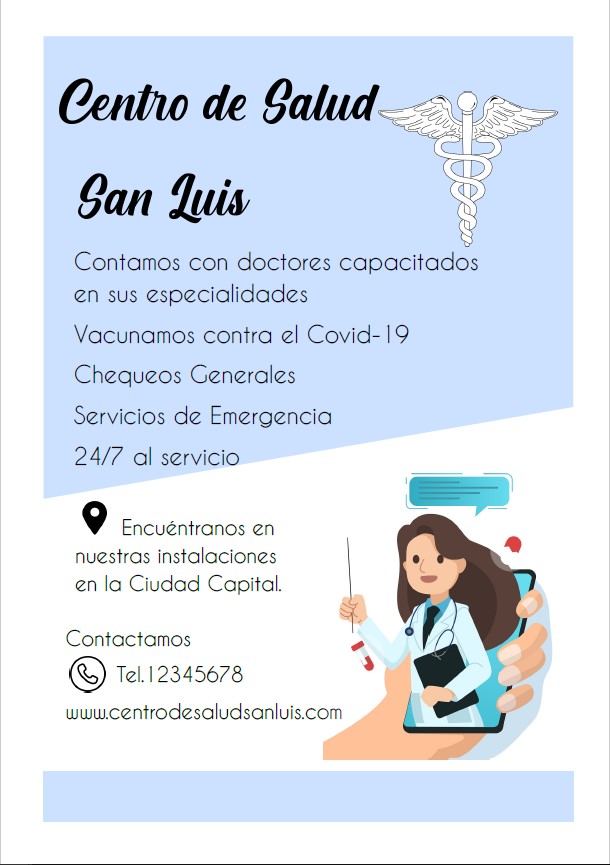 Centro de Salud
San Luis
Contamos con doctores capacitados
en sus especialidades
Vacunamos contra el Covid-19
Chequeos Generales
Servicios de Emergencia
24/7 al servicio
Encuéntranos en
nuestras instalaciones
en la Ciudad Capital.
Contactamos
Tel.12345678
www.centrodesaludsanluis.com